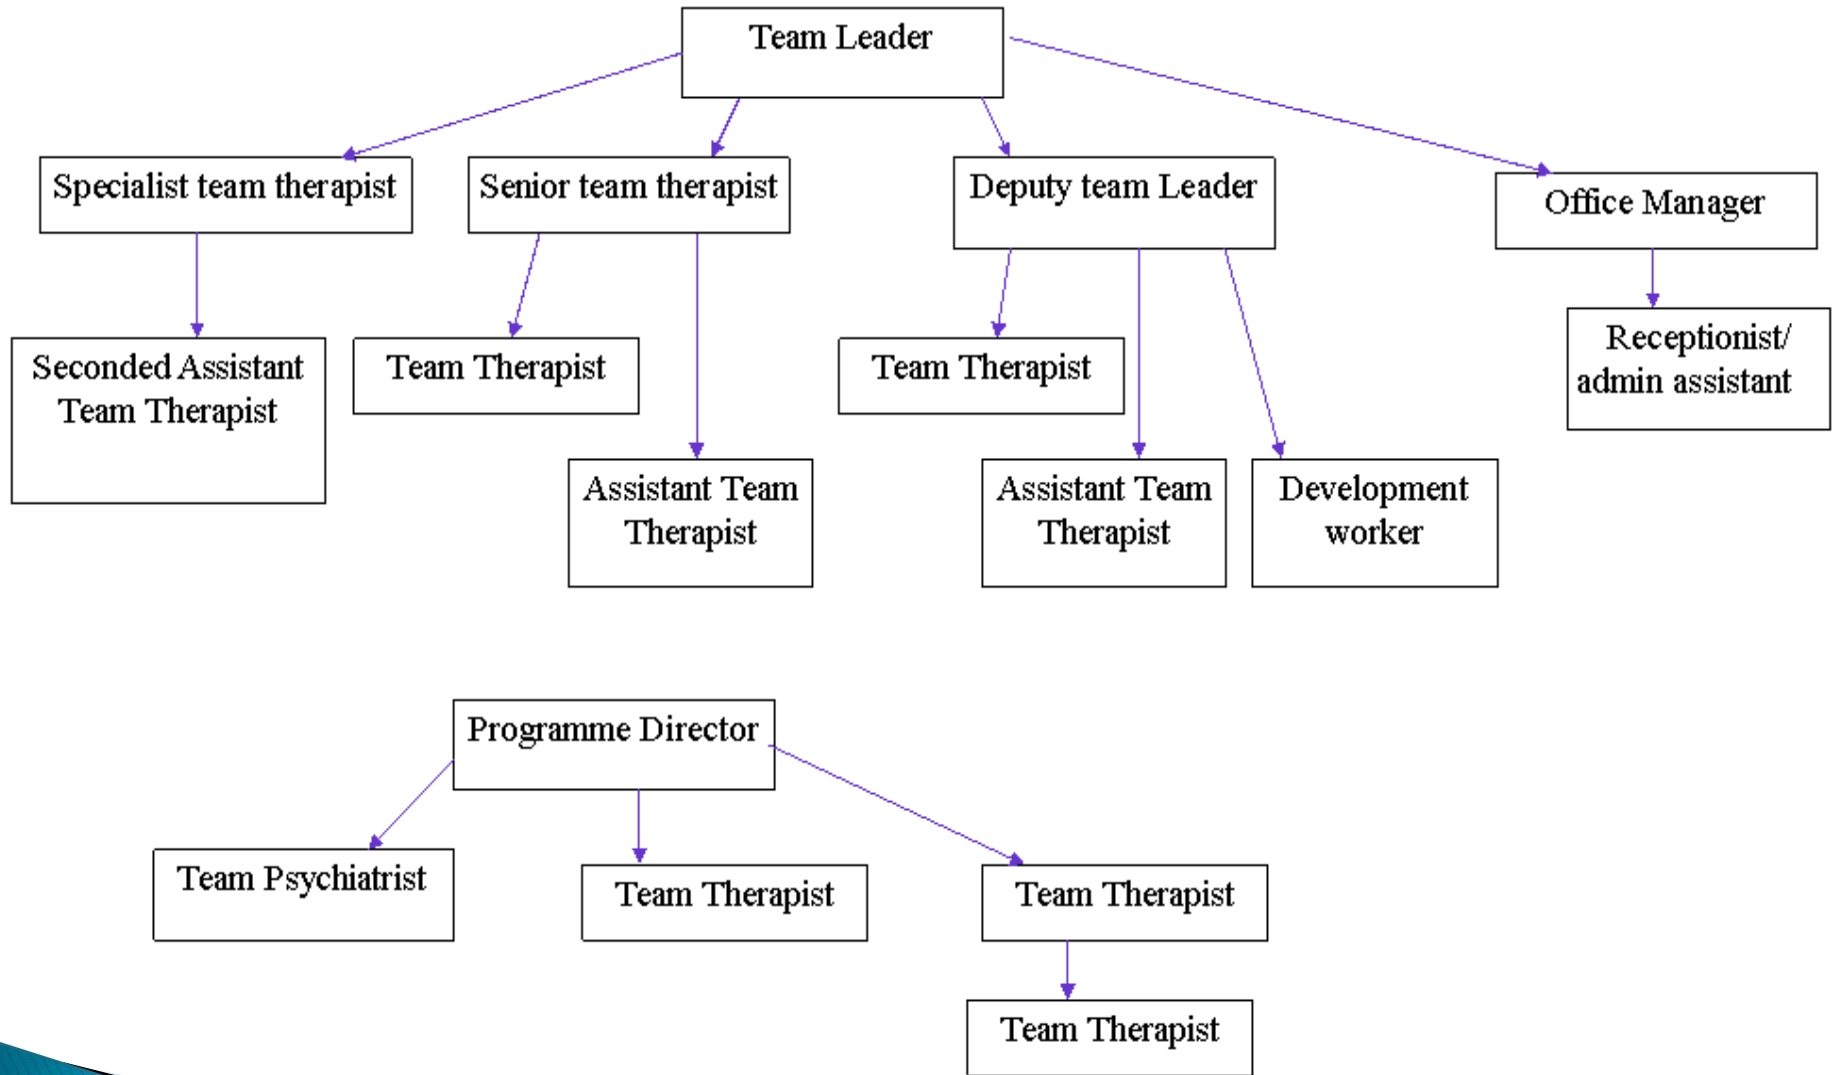 Team Leader
Specialist team therapist
Senior team therapist
Deputy team Leader
Office Manager
Seconded Assistant
Team Therapist
Team Therapist
Team Therapist
Receptionist/
admin assistant
Assistant Team
Therapist
Assistant Team
Therapist
Development
worker
Programme Director
Team Psychiatrist
Team Therapist
Team Therapist
Team Therapist